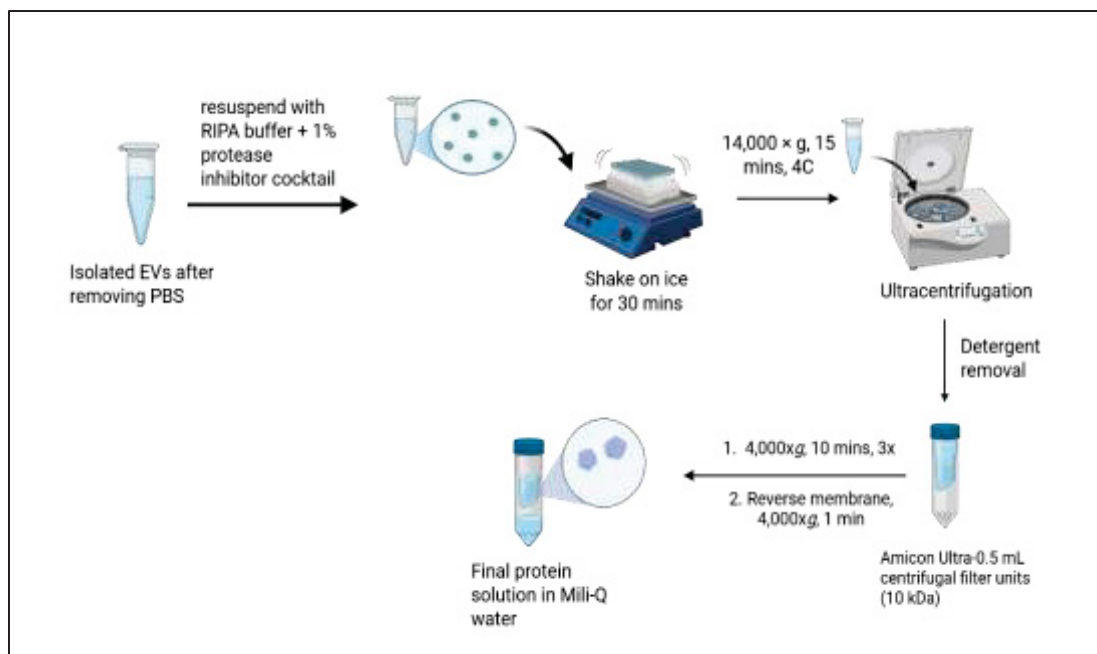 resuspend with
RIPA buffer + 1%
protease
inhibitor cocktail
Isolated EVs after
removing PBS
Shake on ice
for 30 mins
14,000 × g, 15
mins, 4C
Ultracentrifugation
Detergent
removal
Amicon Ultra-0.5 mL
centrifugal filter units
(10 kDa)
1. 4,000xg, 10 mins, 3x
2. Reverse membrane,
4,000xg, 1 min
Final protein
solution in Mili-Q
water